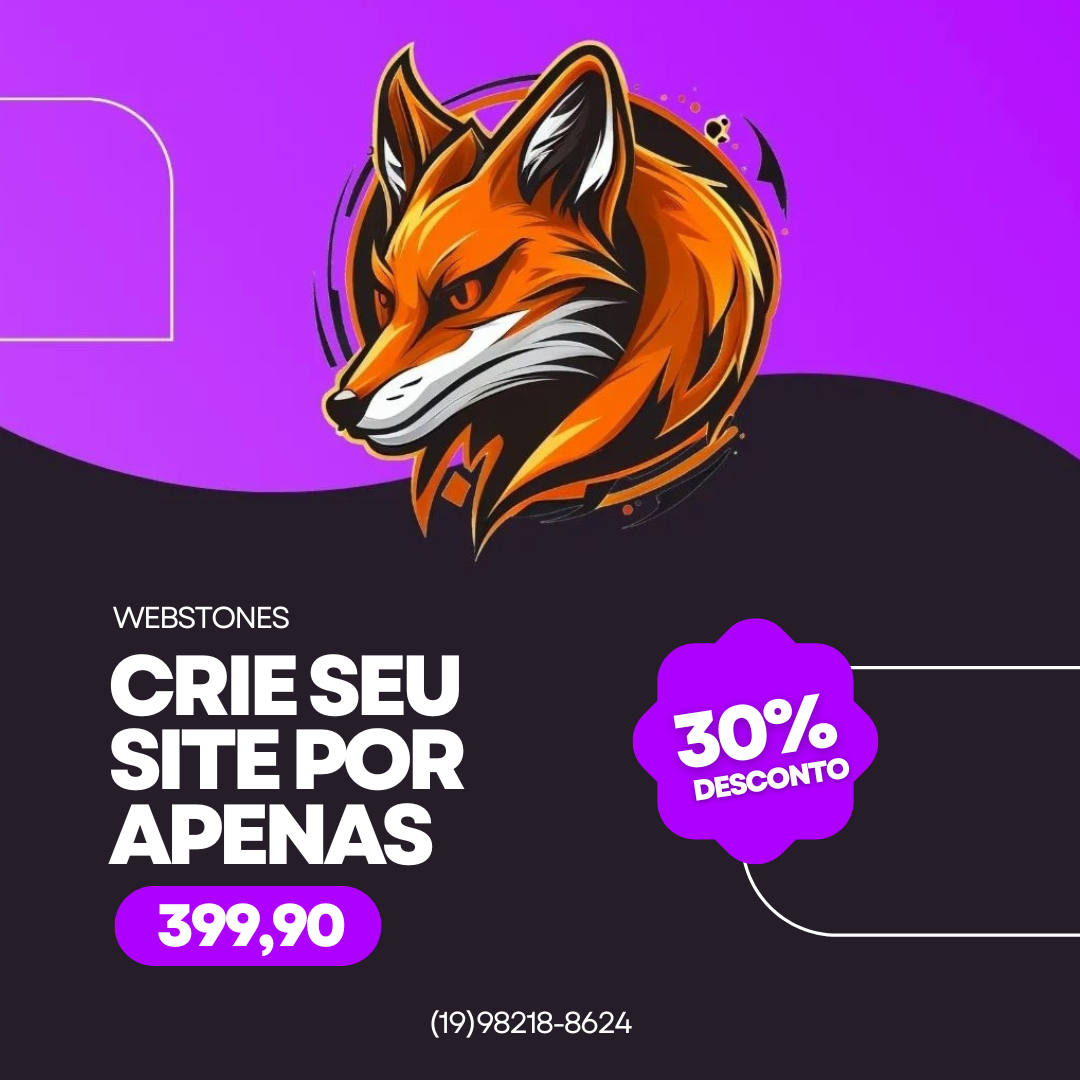 WEBSTONES
CRIE SEU
SITE POR
APENAS
399,90
30%
DESCONTO
(19)98218-8624